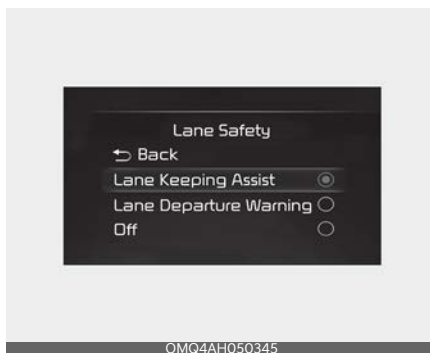 Lane Safety
Back
Lane Keeping Assist
Lane Departure Warning
Off
OMQ4AH050345